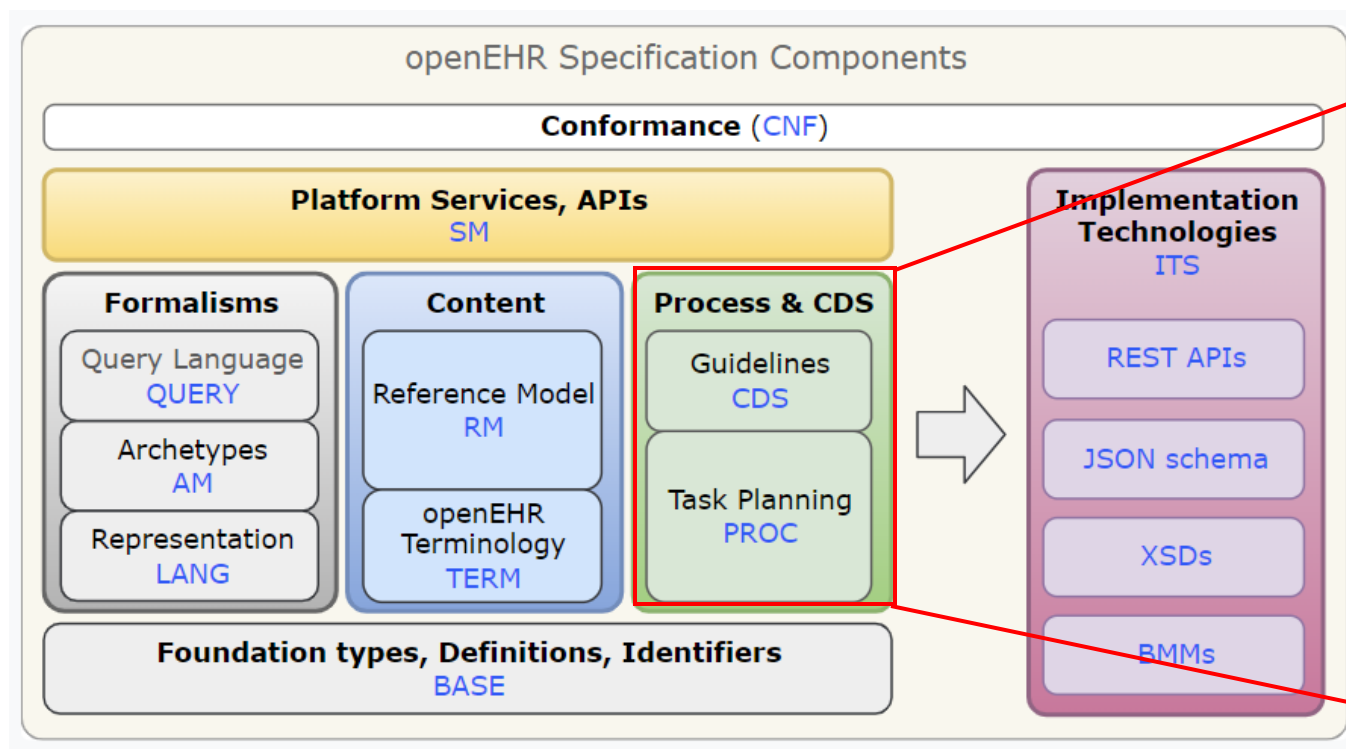 openEHR Specification Components
Conformance (CNF)
Platform Services, APIs
SM
Formalisms
Query Language
QUERY
Archetypes
AM
Representation
LANG
Content
Reference Model
RM
openEHR
Terminology
TERM
Process & CDS
Guidelines
CDS
Task Planning
PROC
Foundation types, Definitions, Identifiers
BASE
Implementation
Technologies
ITS
REST APIs
JSON schema
XSDs
BMMs